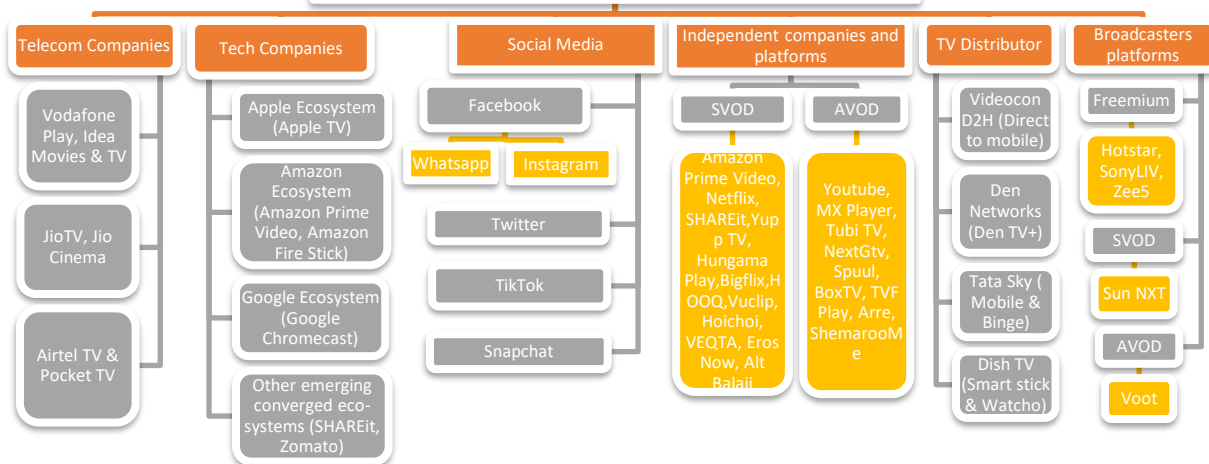 Telecom Companies
Vodafone
Play, Idea
Movies & TV
JioTV, Jio
Cinema
Airtel TV &
Pocket TV
Tech Companies
Apple Ecosystem
(Apple TV)
Amazon
Ecosystem
(Amazon Prime
Video, Amazon
Fire Stick)
Google Ecosystem
(Google
Chromecast)
Other emerging
converged eco-
systems (SHAREit,
Zomato)
Social Media
Facebook
Whatsapp
Instagram
Twitter
TikTok
Snapchat
Independent companies and
platforms
SVOD
Amazon
Prime Video,
Netflix,
SHAREit,Yup
p TV,
Hungama
Play,Bigflix,H
OOQ,Vuclip,
Hoichoi,
VEQTA, Eros
Now, Alt
Balaji
AVOD
Youtube,
MX Player,
Tubi TV,
NextGtv,
Spuul,
BoxTV, TVF
Play, Arre,
ShemarooM
e
TV Distributor
Videocon
D2H (Direct
to mobile)
Den
Networks
(Den TV+)
Tata Sky (
Mobile &
Binge)
Dish TV
(Smart stick
& Watcho)
Broadcasters
platforms
Freemium
Hotstar,
SonyLIV,
Zee5
SVOD
Sun NXT
AVOD
Voot